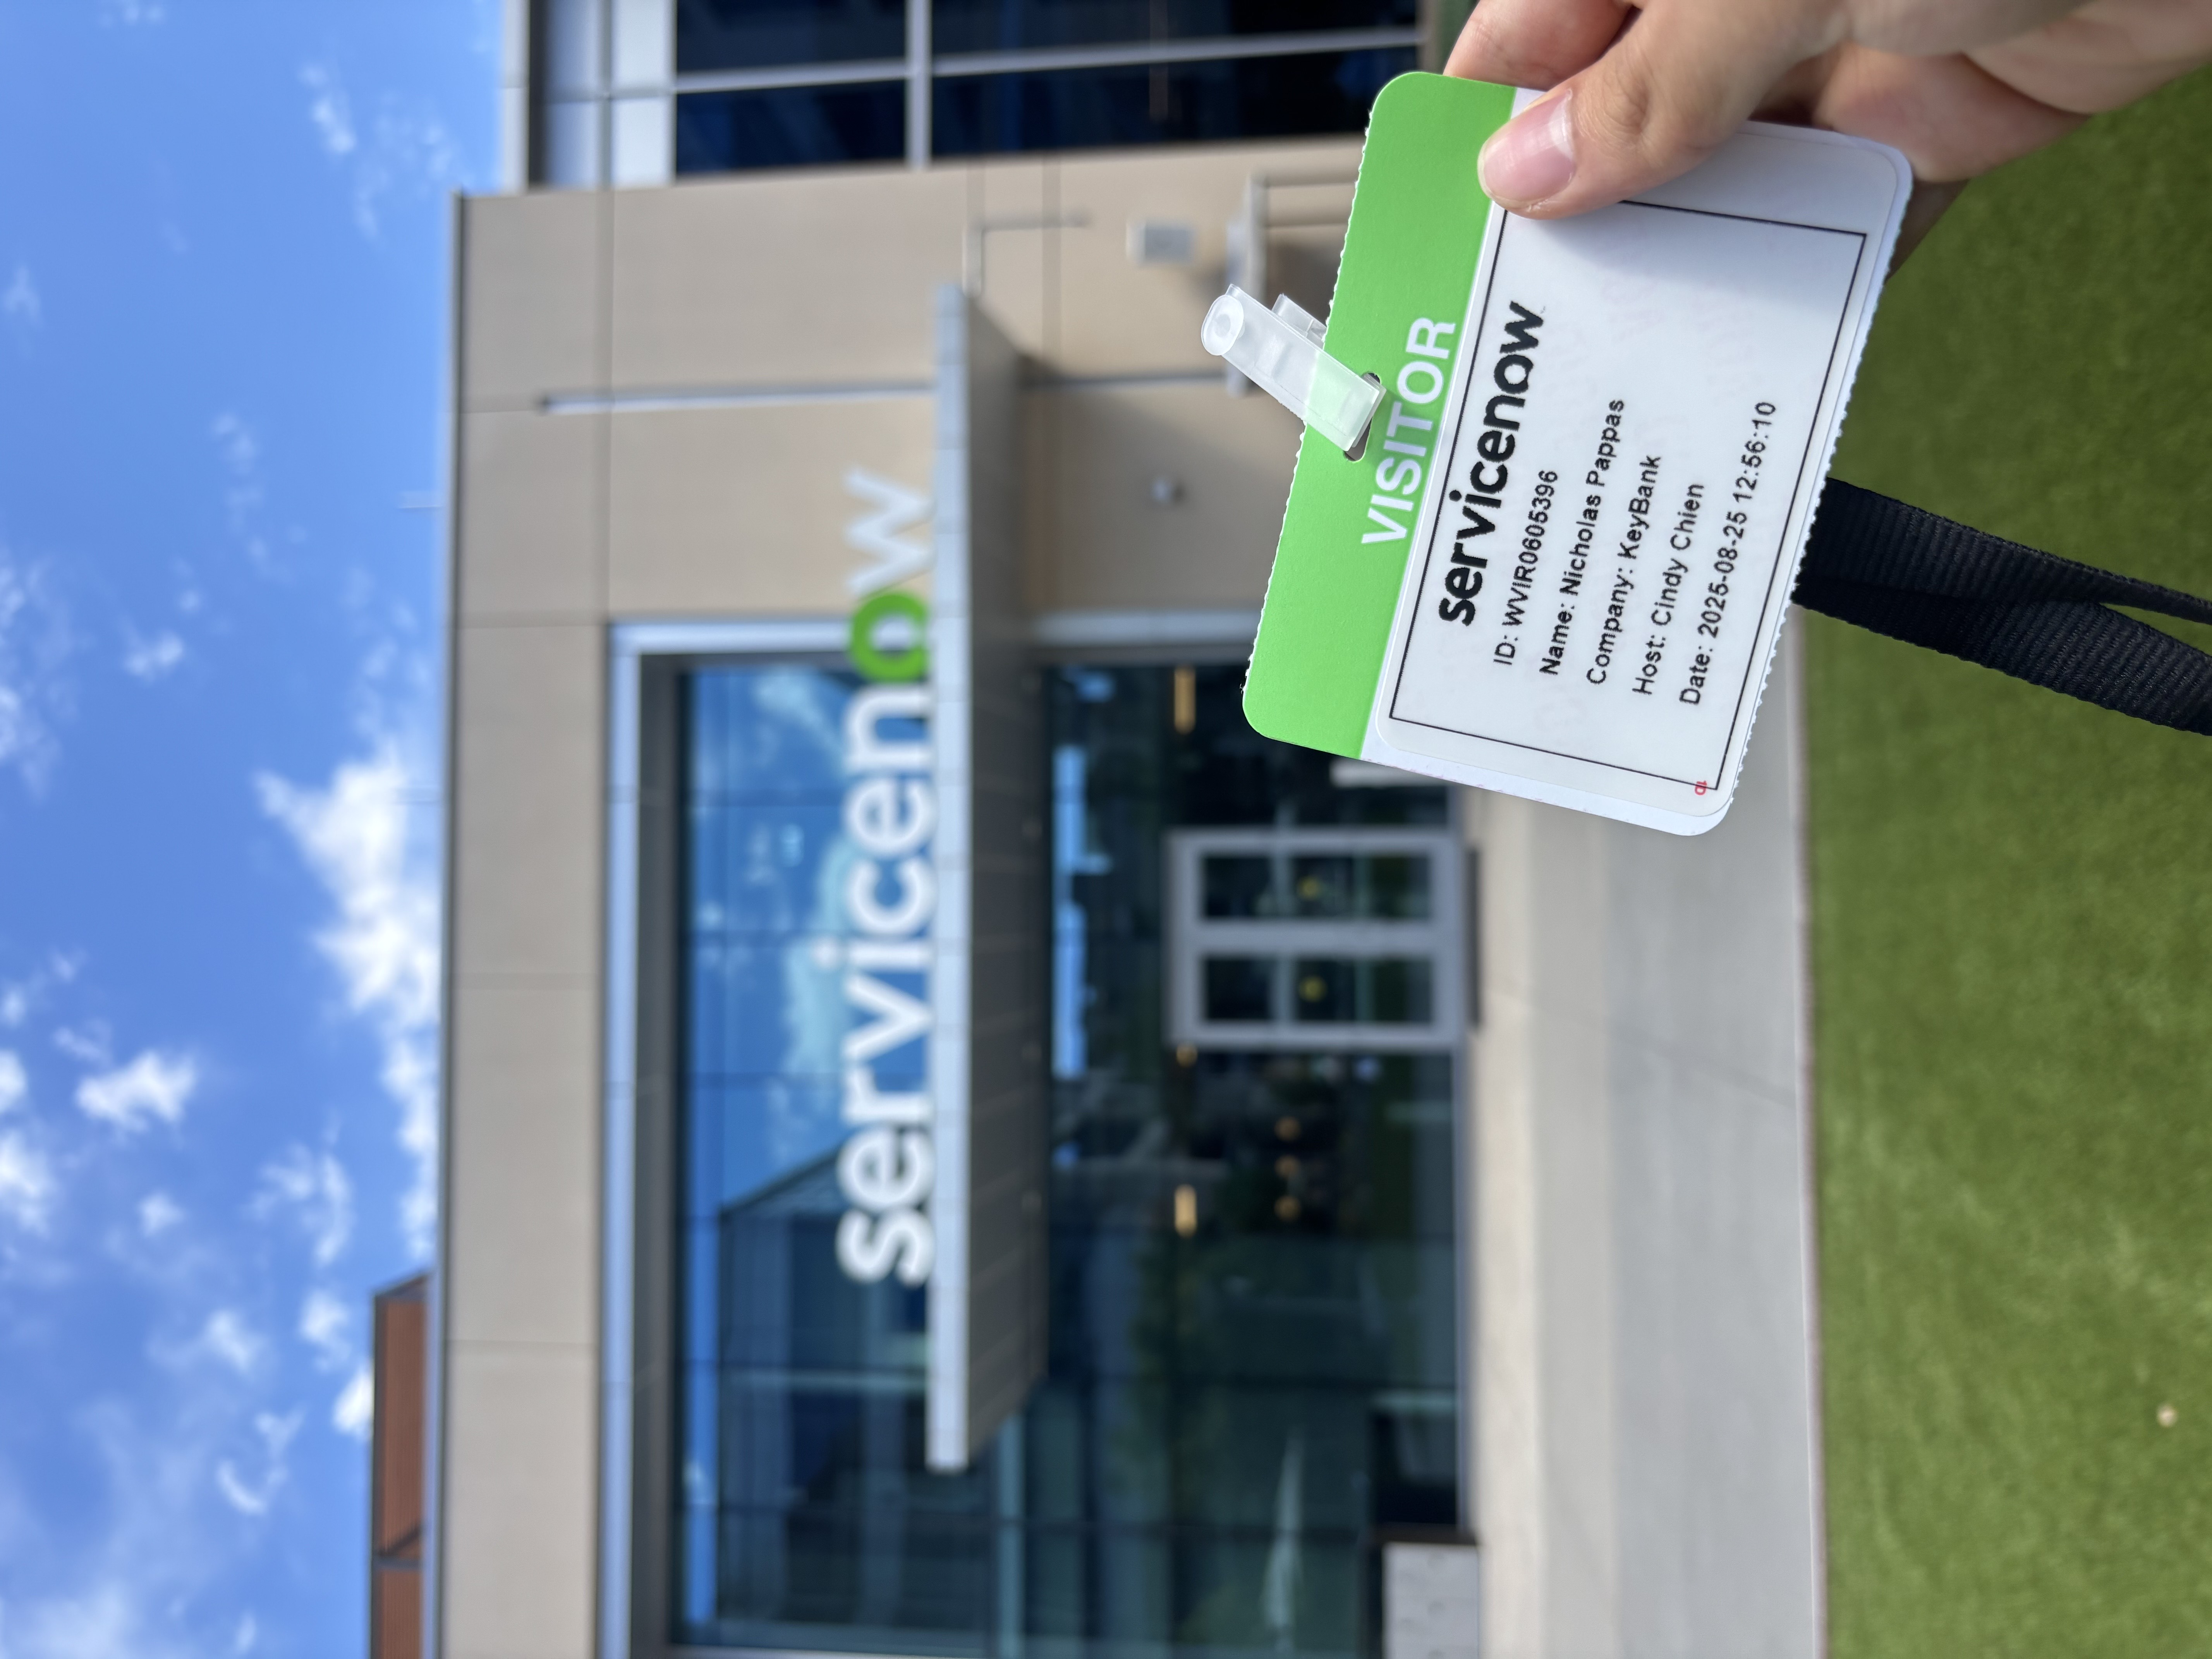 servicenow
VISITOR
servicenow
ID: WVIR0605396
Name: Nicholas Pappas
Company: KeyBank
Host: Cindy Chien
Date: 2025-08-25 12:56:10